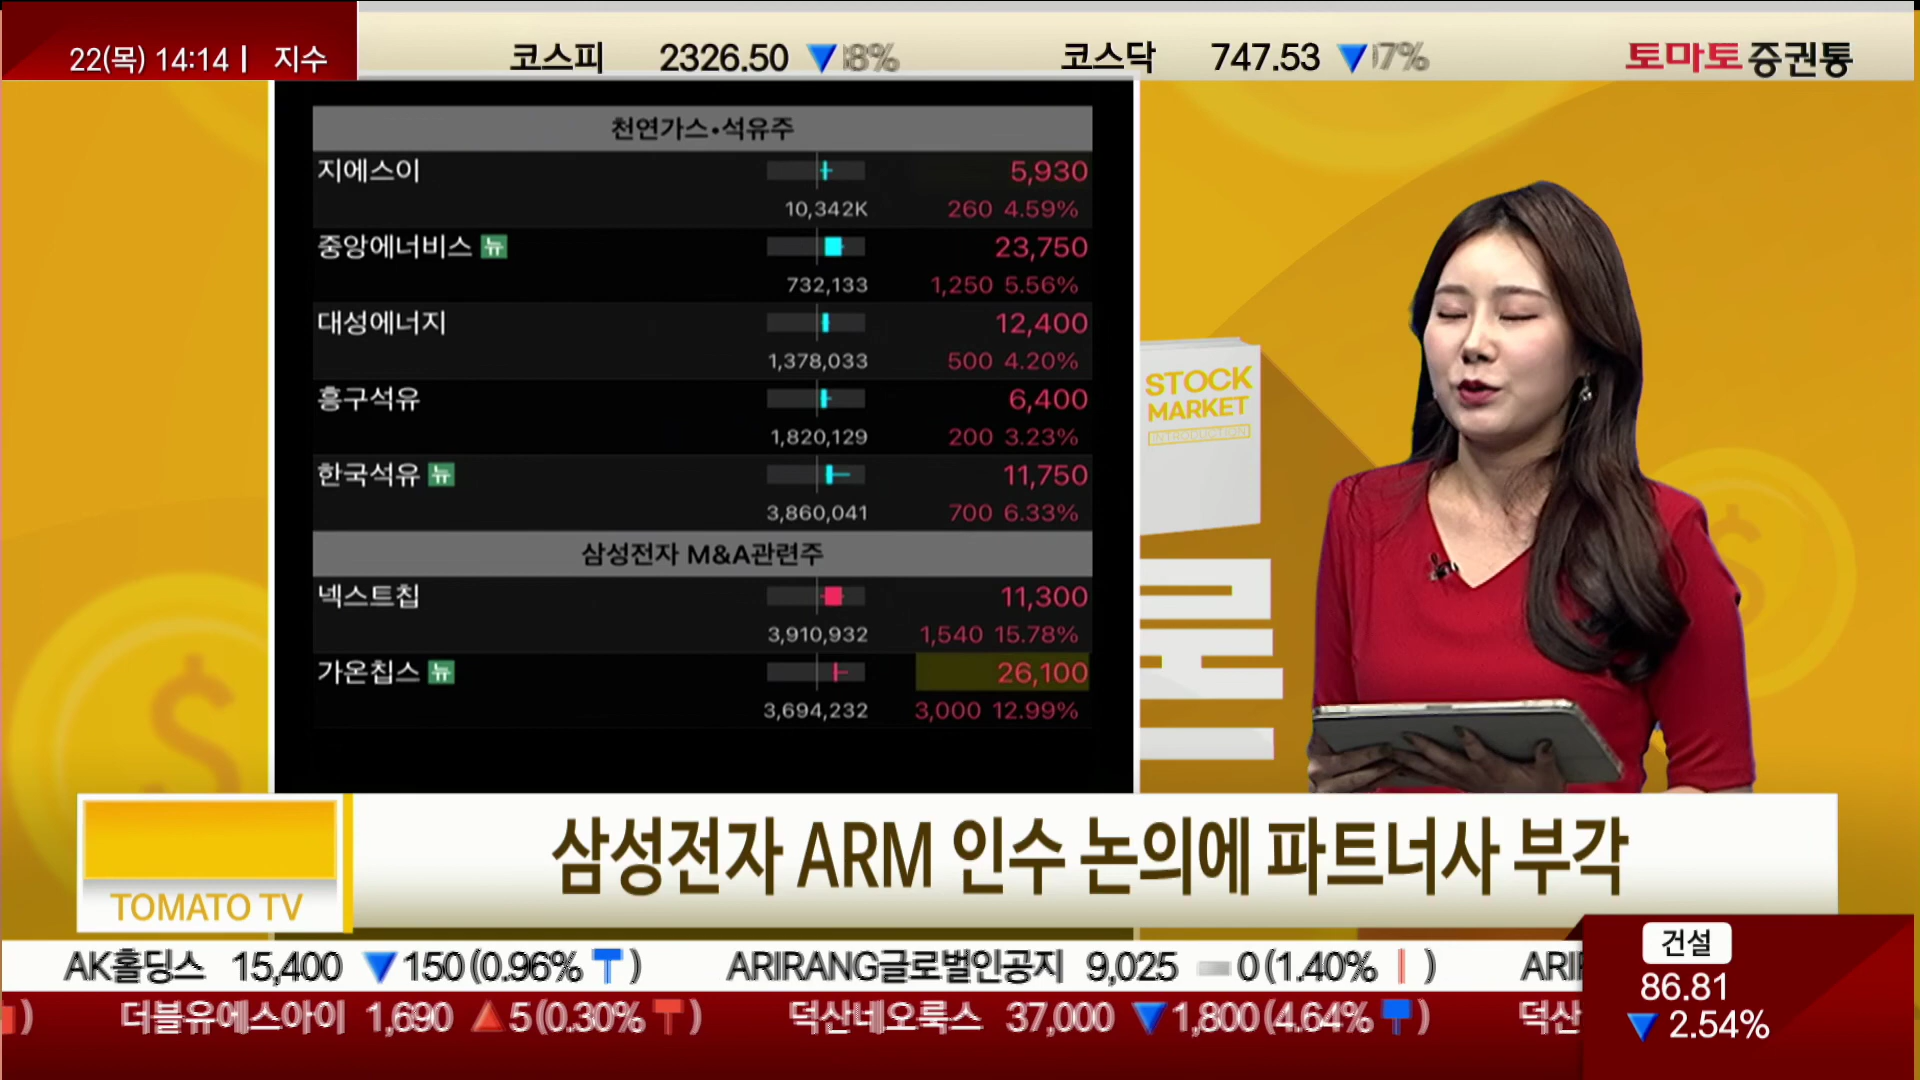 22(목) 14:14 | 지수
코스피 2326.50 ▼
코스닥 747.53 ▼
토마토증권통
천연가스•석유주
지에스이 5,930
10,342K 260 4.59%
중앙에너비스 뉴 23,750
732,133 1,250 5.56%
대성에너지 12,400
1,378,033 500 4.20%
흥구석유 6,400
1,820,129 200 3.23%
한국석유 뉴 11,750
3,860,041 700 6.33%
삼성전자 M&A관련주
넥스트칩 11,300
3,910,932 1,540 15.78%
가온칩스 뉴 26,100
3,694,232 3,000 12.99%
STOCK
MARKET
INTRODUCTION
론
삼성전자 ARM 인수 논의에 파트너사 부각
TOMATO TV
AK홀딩스 15,400 ▼150(0.96% ) ARIRANG글로벌인공지 9,025 0(1.40% )
더블유에스아이 1,690 ▲5(0.30% ) 덕산네오룩스 37,000 ▼1,800(4.64% ) 덕산
건설
86.81
▼ 2.54%